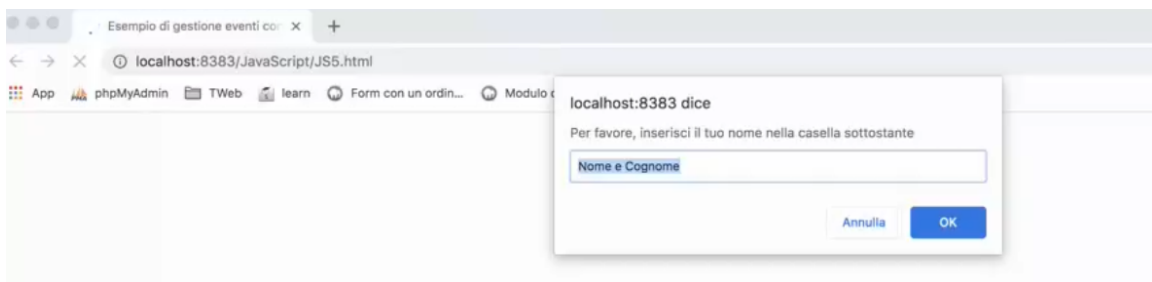 Esempio di gestione eventi con
localhost:8383/JavaScript/JS5.html
App phpMyAdmin TWeb learn Form con un ordin... Modulo
localhost:8383 dice
Per favore, inserisci il tuo nome nella casella sottostante
Nome e Cognome
Annulla OK